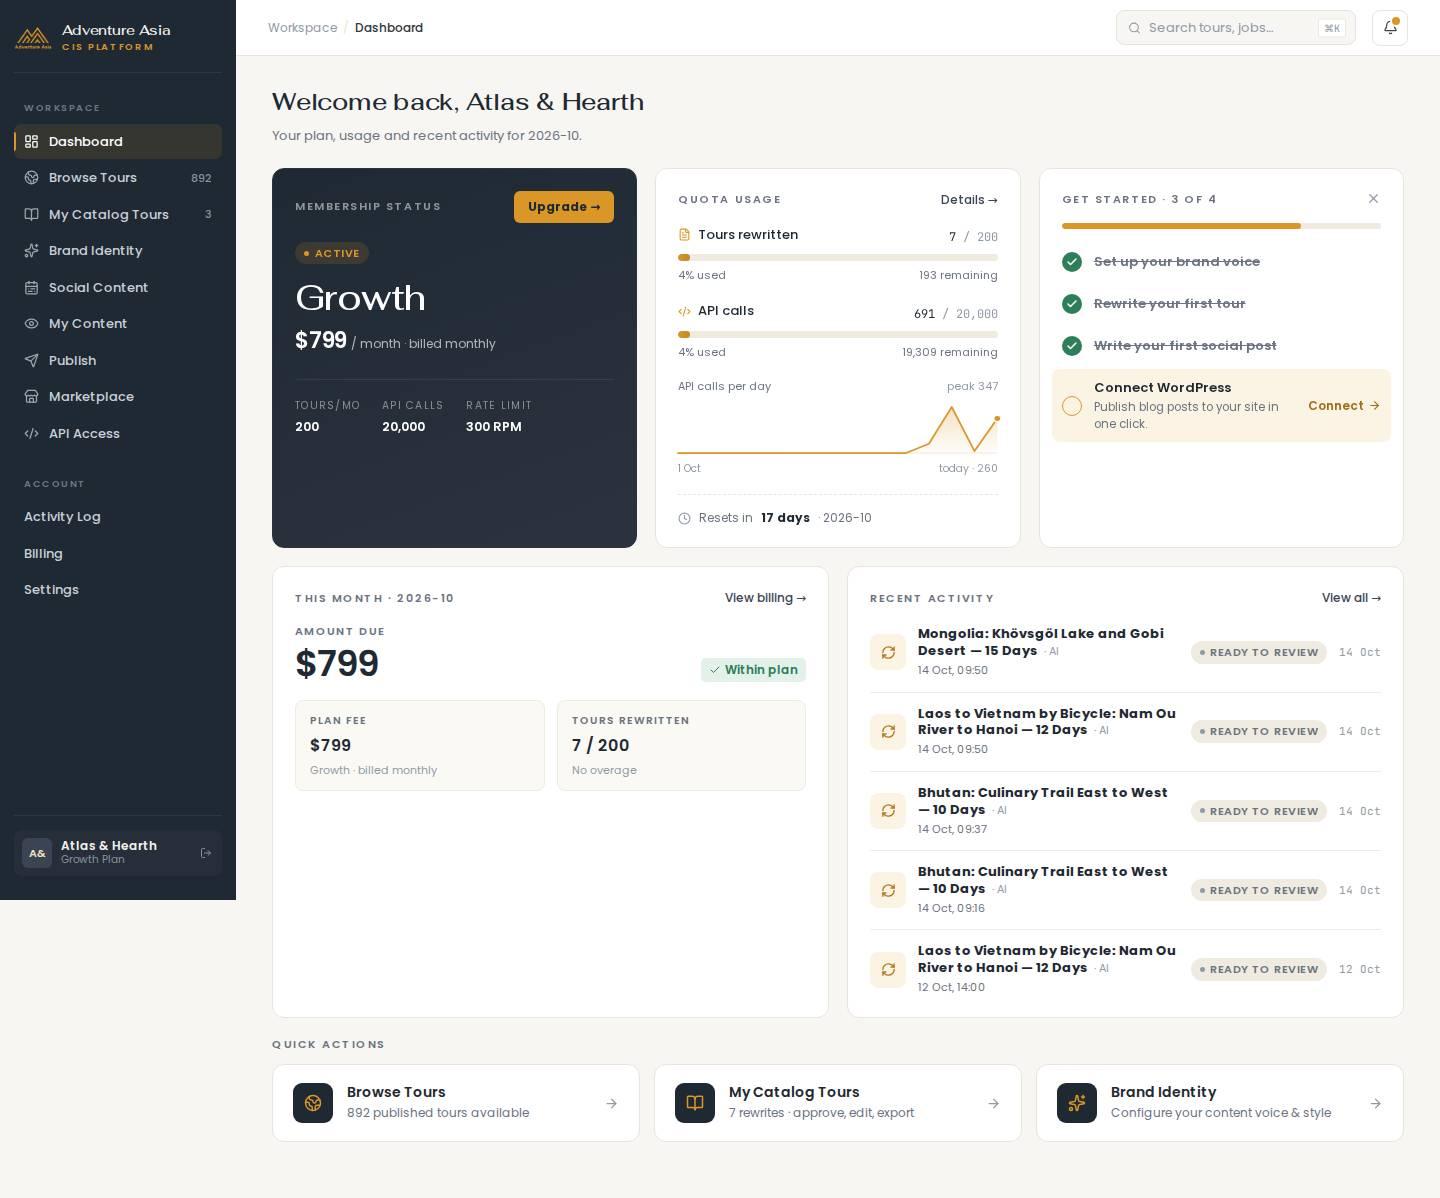 Adventure Asia
CIS PLATFORM
Adventure Asia
WORKSPACE
Dashboard
Browse Tours 892
My Catalog Tours 3
Brand Identity
Social Content
My Content
Publish
Marketplace
API Access
ACCOUNT
Activity Log
Billing
Settings
A& Atlas & Hearth
Growth Plan
Workspace / Dashboard
Search tours, jobs... ⌘K
Welcome back, Atlas & Hearth
Your plan, usage and recent activity for 2026-10.
MEMBERSHIP STATUS Upgrade →
ACTIVE
Growth
$799 / month · billed monthly
TOURS/MO API CALLS RATE LIMIT
200 20,000 300 RPM
QUOTA USAGE Details →
Tours rewritten 7 / 200
4% used 193 remaining
API calls 691 / 20,000
4% used 19,309 remaining
API calls per day peak 347
1 Oct today · 260
Resets in 17 days · 2026-10
GET STARTED · 3 OF 4
Set up your brand voice
Rewrite your first tour
Write your first social post
Connect WordPress
Publish blog posts to your site in
one click.
Connect →
THIS MONTH · 2026-10 View billing →
AMOUNT DUE
$799 Within plan
PLAN FEE
$799
Growth · billed monthly
TOURS REWRITTEN
7 / 200
No overage
RECENT ACTIVITY View all →
Mongolia: Khövsgöl Lake and Gobi
Desert — 15 Days · AI
14 Oct, 09:50
READY TO REVIEW 14 Oct
Laos to Vietnam by Bicycle: Nam Ou
River to Hanoi — 12 Days · AI
14 Oct, 09:50
READY TO REVIEW 14 Oct
Bhutan: Culinary Trail East to West
— 10 Days · AI
14 Oct, 09:37
READY TO REVIEW 14 Oct
Bhutan: Culinary Trail East to West
— 10 Days · AI
14 Oct, 09:16
READY TO REVIEW 14 Oct
Laos to Vietnam by Bicycle: Nam Ou
River to Hanoi — 12 Days · AI
12 Oct, 14:00
READY TO REVIEW 12 Oct
QUICK ACTIONS
Browse Tours
892 published tours available
My Catalog Tours
7 rewrites · approve, edit, export
Brand Identity
Configure your content voice & style